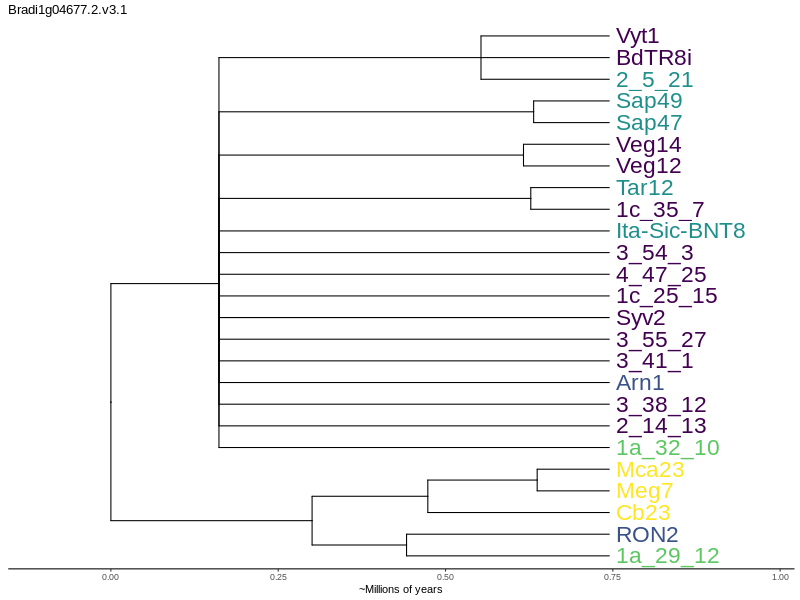 Bradi1g04677.2.v3.1
Vyt1
BdTR8i
2_5_21
Sap49
Sap47
Veg14
Veg12
Tar12
1c_35_7
Ita-Sic-BNT8
3_54_3
4_47_25
1c_25_15
Syv2
3_55_27
3_41_1
Arn1
3_38_12
2_14_13
1a_32_10
Mca23
Meg7
Cb23
RON2
1a_29_12
0.00 0.25 0.50 0.75 1.00
~Millions of years